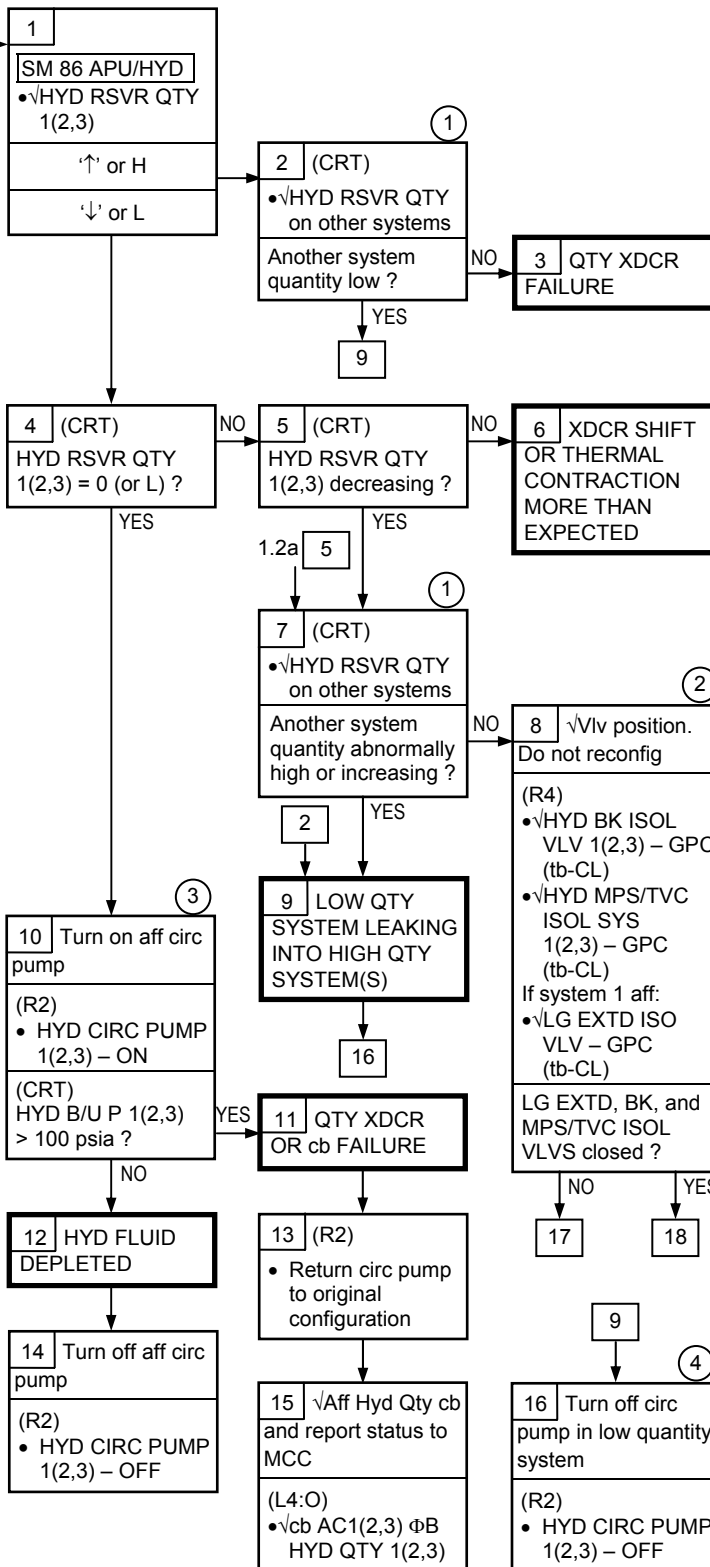 1
SM 86 APU/HYD
•√HYD RSVR QTY
1(2,3)
‘↑’ or H
‘↓’ or L
1
2 (CRT)
•√HYD RSVR QTY
on other systems
Another system
quantity low ?
NO
YES
9
3 QTY XDCR
FAILURE
4 (CRT)
HYD RSVR QTY
1(2,3) = 0 (or L) ?
NO
YES
5 (CRT)
HYD RSVR QTY
1(2,3) decreasing ?
NO
YES
6 XDCR SHIFT
OR THERMAL
CONTRACTION
MORE THAN
EXPECTED
1.2a 5
1
7 (CRT)
•√HYD RSVR QTY
on other systems
Another system
quantity abnormally
high or increasing ?
NO
YES
2
2
8 √Vlv position.
Do not reconfig
(R4)
•√HYD BK ISOL
VLV 1(2,3) – GPC
(tb-CL)
•√HYD MPS/TVC
ISOL SYS
1(2,3) – GPC
(tb-CL)
If system 1 aff:
•√LG EXTD ISO
VLV – GPC
(tb-CL)
LG EXTD, BK, and
MPS/TVC ISOL
VLVS closed ?
NO
YES
17
18
9 LOW QTY
SYSTEM LEAKING
INTO HIGH QTY
SYSTEM(S)
16
3
10 Turn on aff circ
pump
(R2)
• HYD CIRC PUMP
1(2,3) – ON
(CRT)
HYD B/U P 1(2,3)
> 100 psia ?
YES
NO
11 QTY XDCR
OR cb FAILURE
12 HYD FLUID
DEPLETED
13 (R2)
• Return circ pump
to original
configuration
14 Turn off aff circ
pump
(R2)
• HYD CIRC PUMP
1(2,3) – OFF
15 √Aff Hyd Qty cb
and report status to
MCC
(L4:O)
•√cb AC1(2,3) ΦB
HYD QTY 1(2,3)
9
4
16 Turn off circ
pump in low quantity
system
(R2)
• HYD CIRC PUMP
1(2,3) – OFF